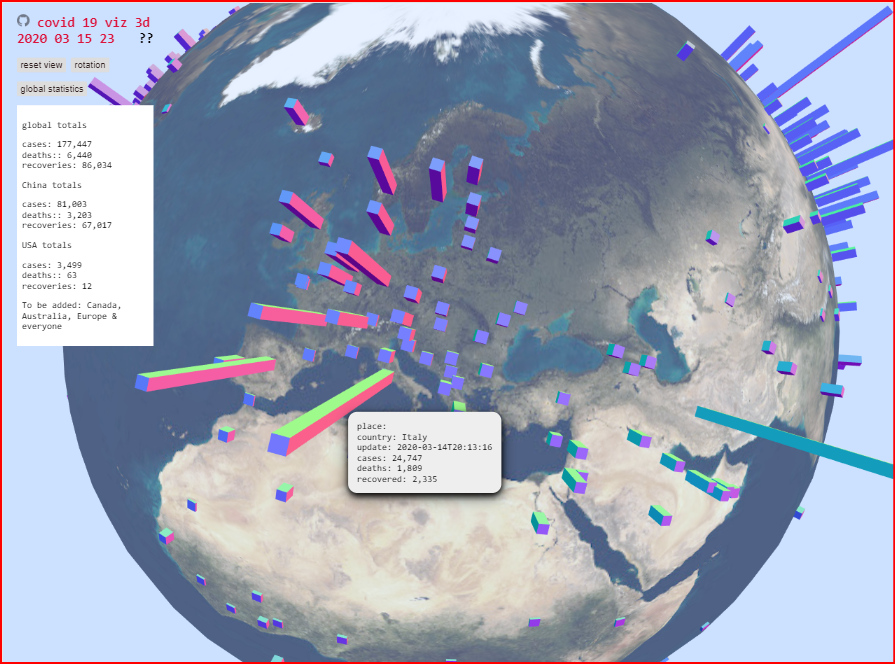 covid 19 viz 3d
2020 03 15 23 ??
reset view rotation
global statistics
global totals
cases: 177,447
deaths:: 6,440
recoveries: 86,034
China totals
cases: 81,003
deaths:: 3,203
recoveries: 67,017
USA totals
cases: 3,499
deaths:: 63
recoveries: 12
To be added: Canada,
Australia, Europe &
everyone
place:
country: Italy
update: 2020-03-14T20:13:16
cases: 24,747
deaths: 1,809
recovered: 2,335